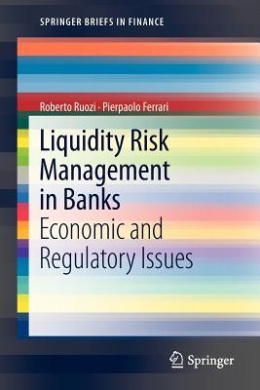 SPRINGER BRIEFS IN FINANCE
Roberto Ruozi · Pierpaolo Ferrari
Liquidity Risk
Management
in Banks
Economic and
Regulatory Issues
Springer